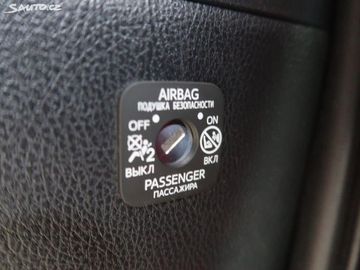 Sauto.cz
AIRBAG
ПОДУШКА БЕЗОПАСНОСТИ
OFF ON
2
ВЫКЛ ВКЛ
PASSENGER
ПАССАЖИРА